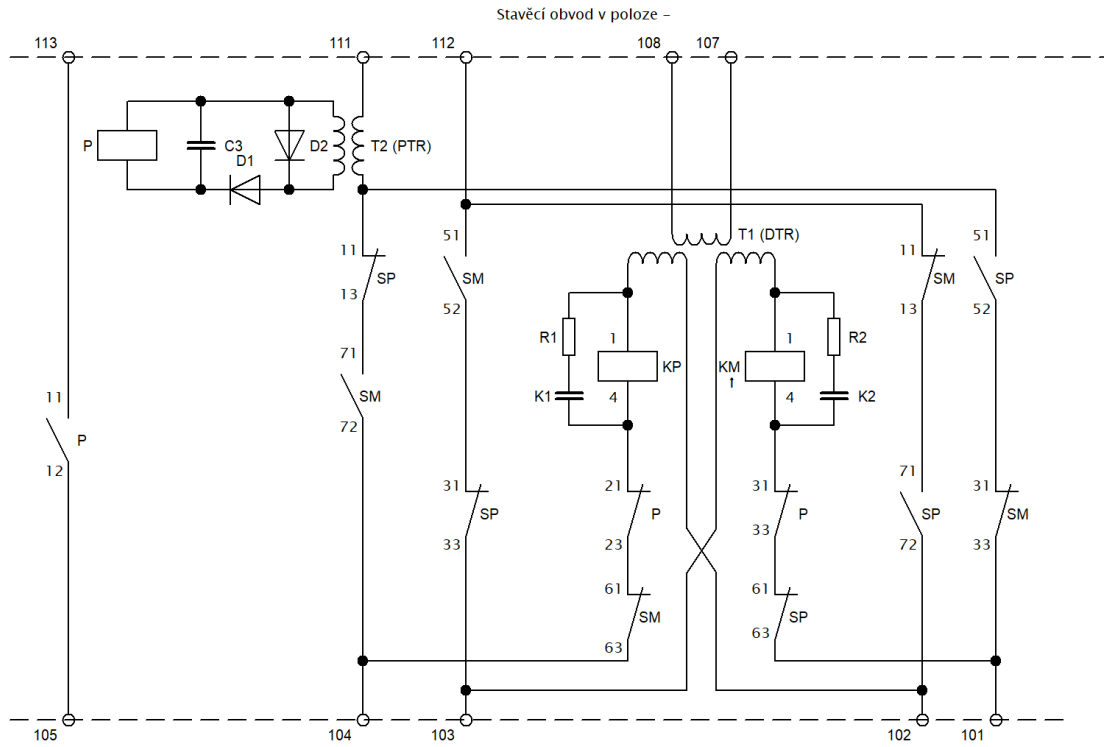 Stavěcí obvod v poloze –
113 111 112 108 107
P C3 D1 D2 T2 (PTR)
T1 (DTR)
11 51 11 51
SP SM SM SP
13 52 13 52
R1 1 KP KM 1 R2
71
SM K1 4 ↑ 4 K2
72
11
P
12
31 21 31 71 31
SP P P SP SM
33 23 33 72 33
61 61
SM SP
63 63
105 104 103 102 101